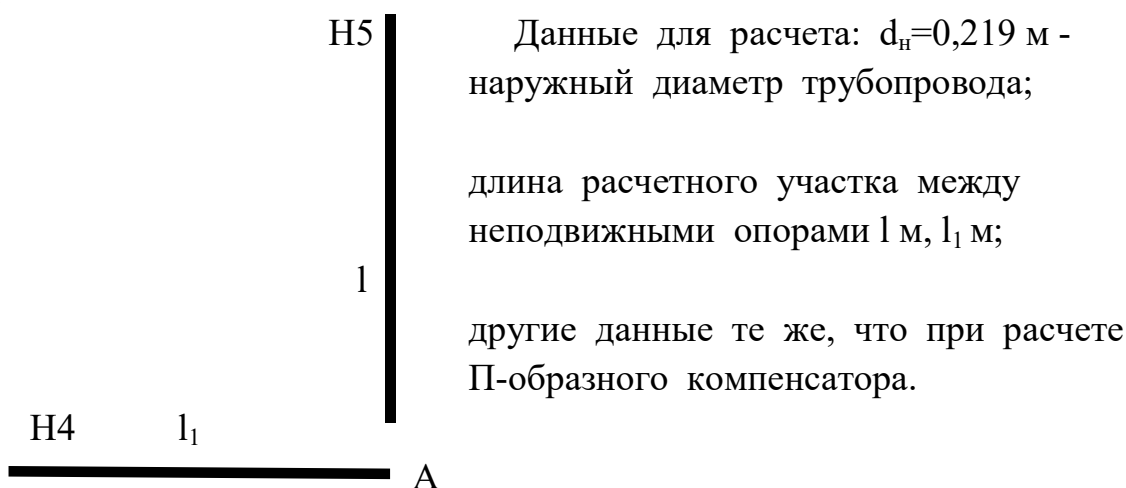 Н5
Данные для расчета: dн=0,219 м -
наружный диаметр трубопровода;
длина расчетного участка между
неподвижными опорами l м, l₁ м;
l
другие данные те же, что при расчете
П-образного компенсатора.
Н4 l₁
А